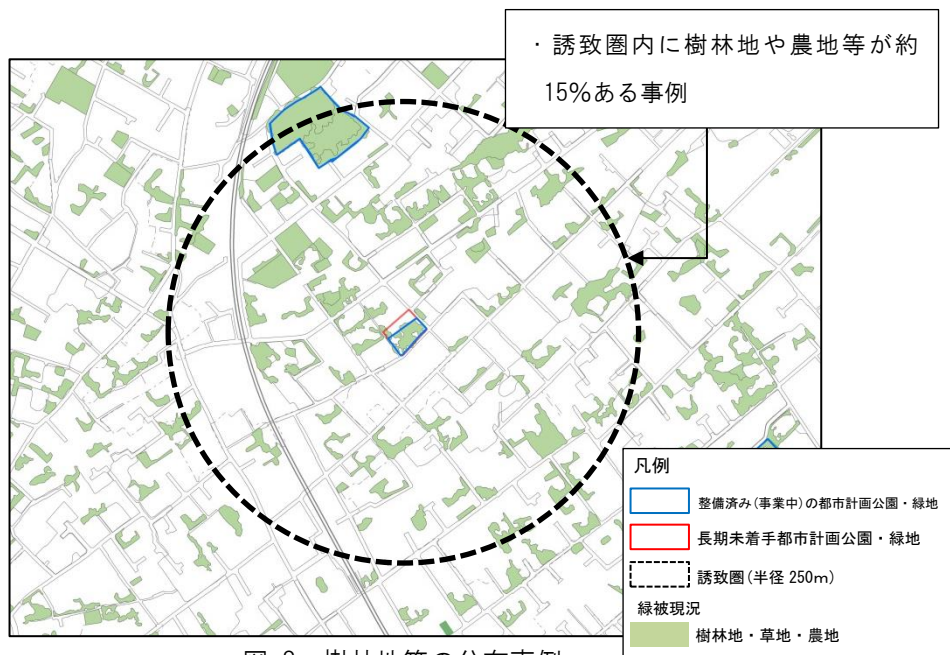 ・誘致圏内に樹林地や農地等が約
15％ある事例
凡例
整備済み(事業中)の都市計画公園・緑地
長期未着手都市計画公園・緑地
誘致圏(半径 250m)
緑被現況
樹林地・草地・農地